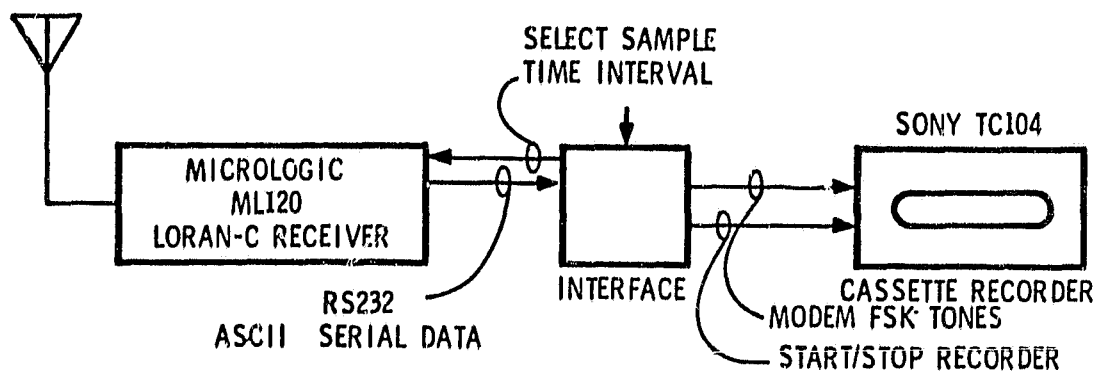 SELECT SAMPLE
TIME INTERVAL
SONY TC104
MICROLOGIC
ML120
LORAN-C RECEIVER
INTERFACE
CASSETTE RECORDER
RS232
ASCII SERIAL DATA
MODEM FSK TONES
START/STOP RECORDER